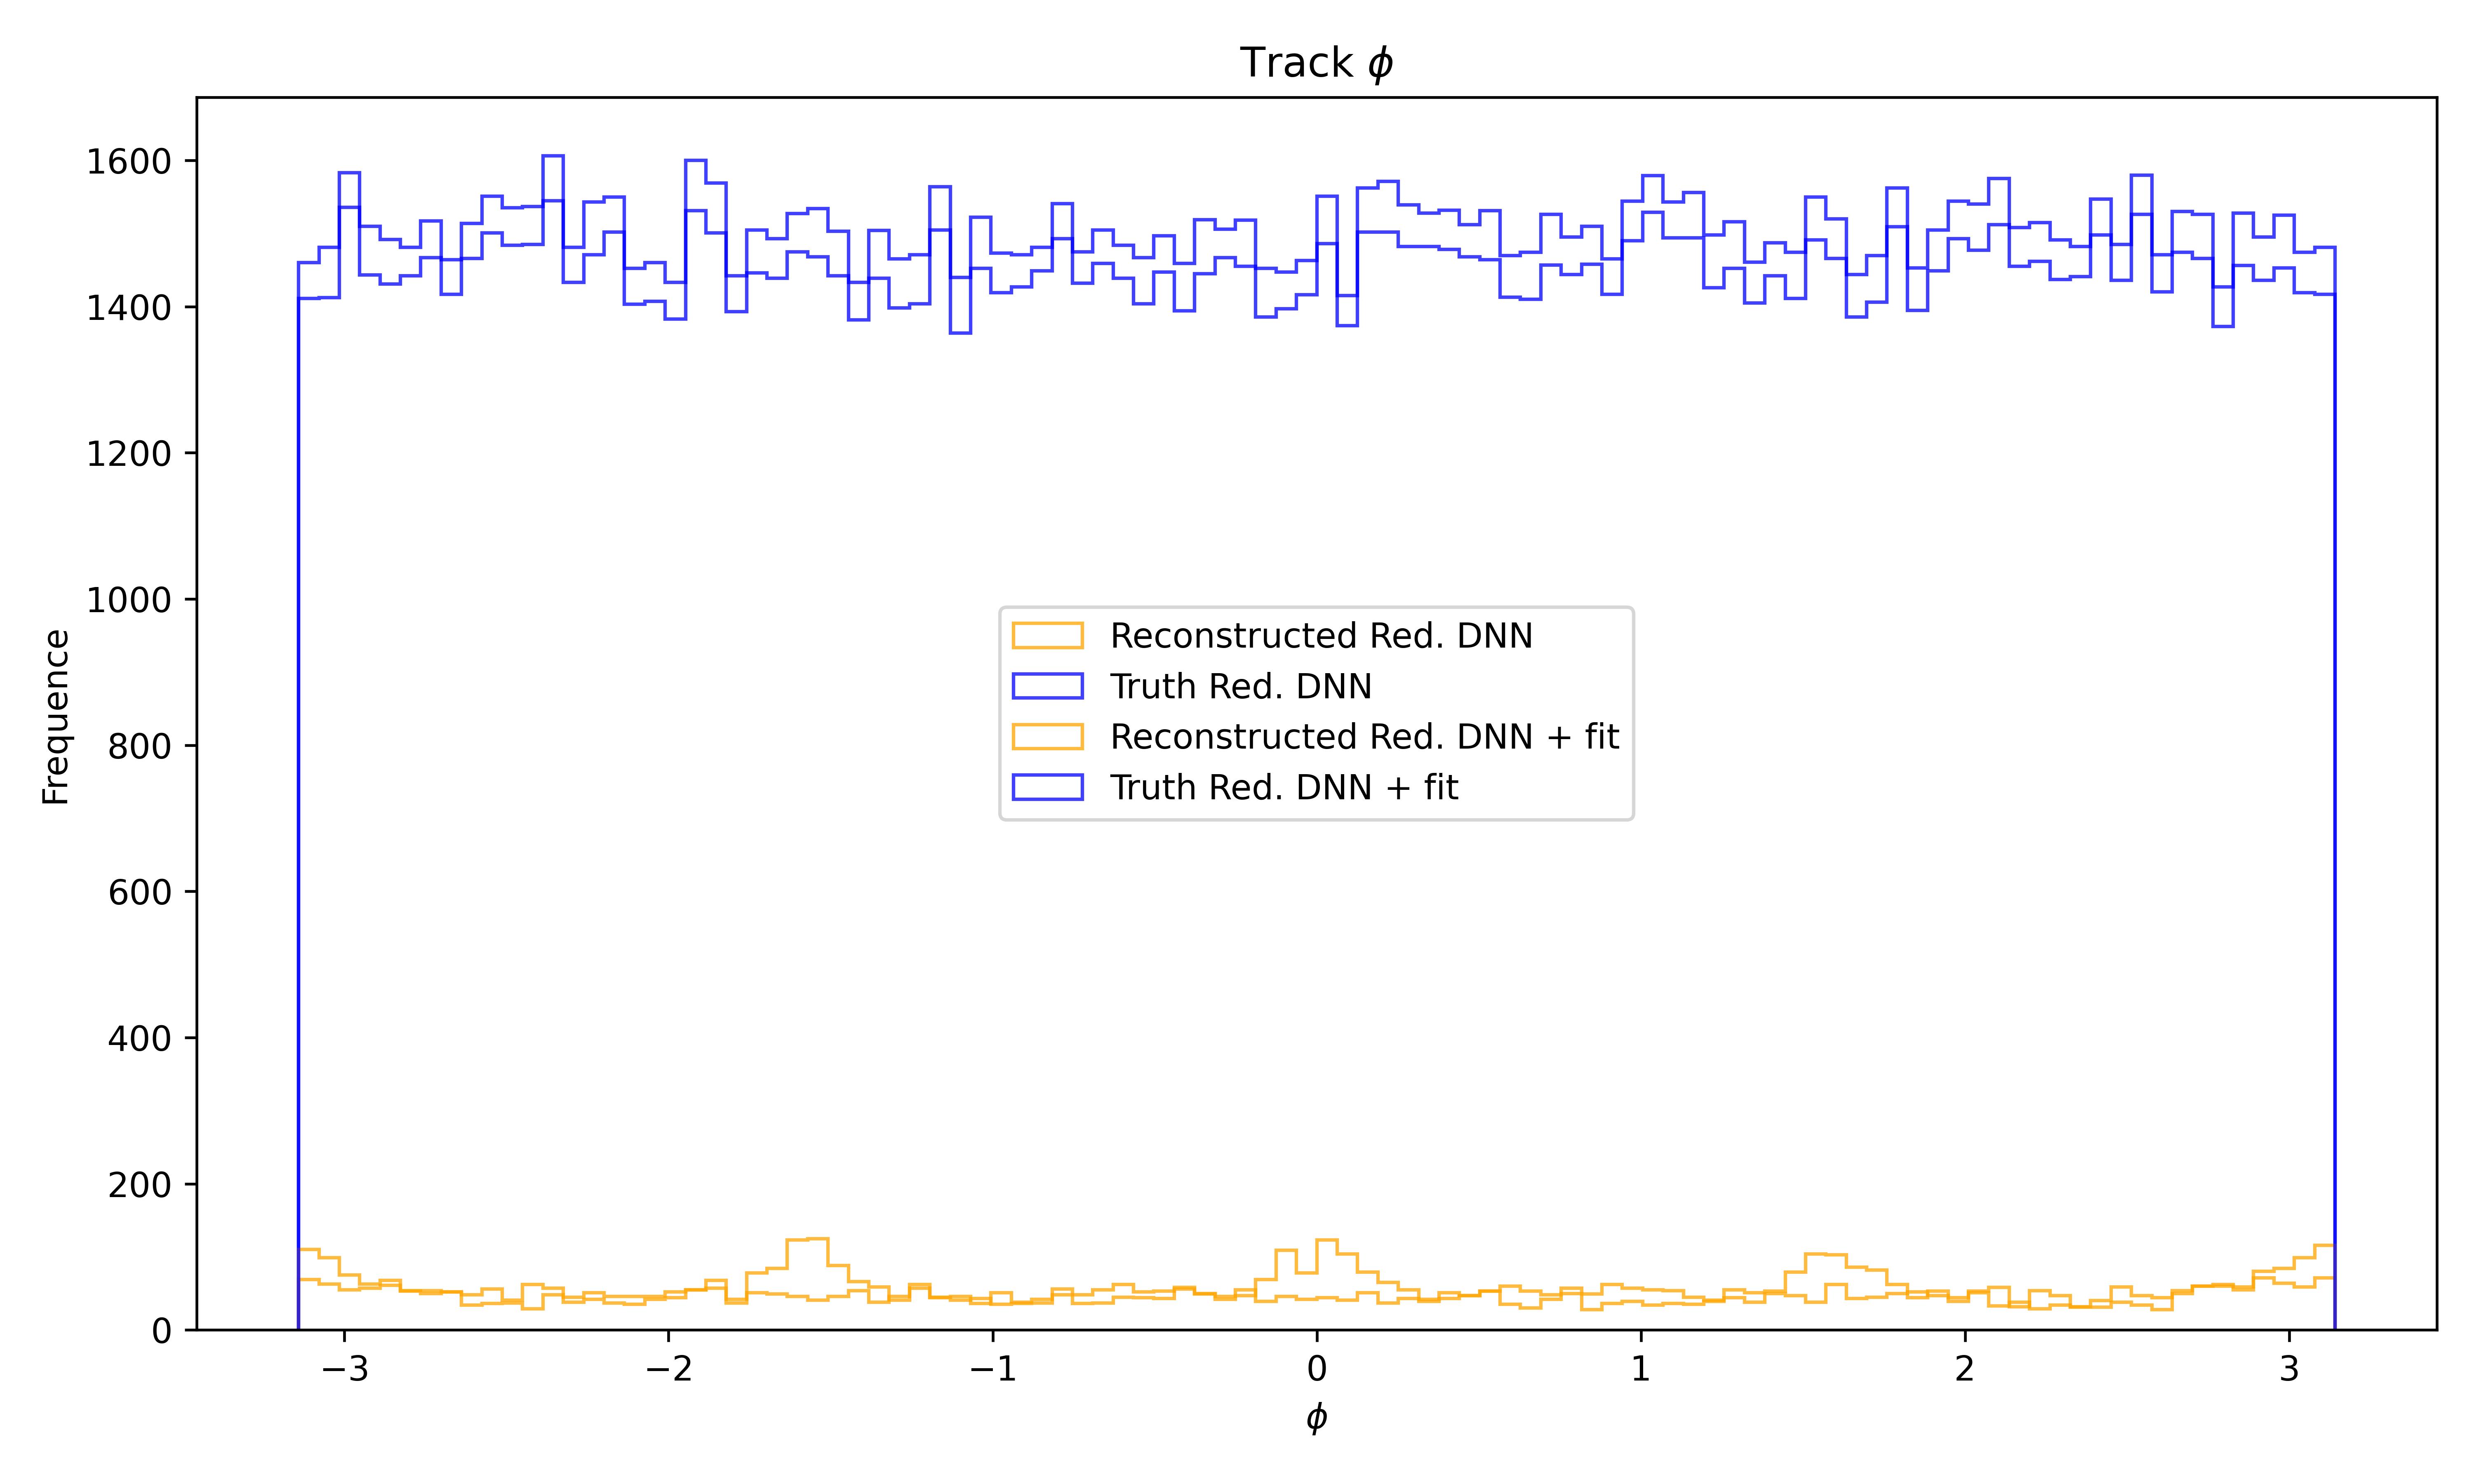 Track ϕ
1600
1400
1200
1000
800
600
400
200
0
Frequence
Reconstructed Red. DNN
Truth Red. DNN
Reconstructed Red. DNN + fit
Truth Red. DNN + fit
−3 −2 −1 0 1 2 3
ϕ